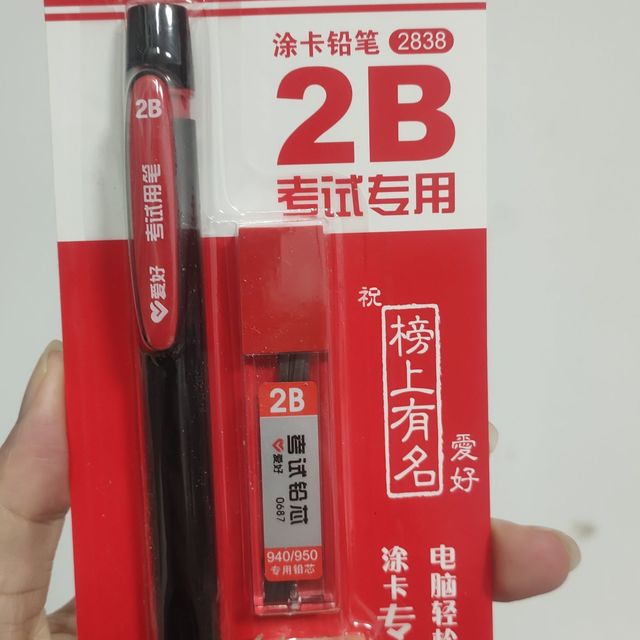 涂卡铅笔 2838
2B
考试专用
2B
考试用笔
爱好
祝
榜上有名
愛好
2B
考试铅芯
爱好
0687
940/950
专用铅芯
电脑轻松
涂卡专